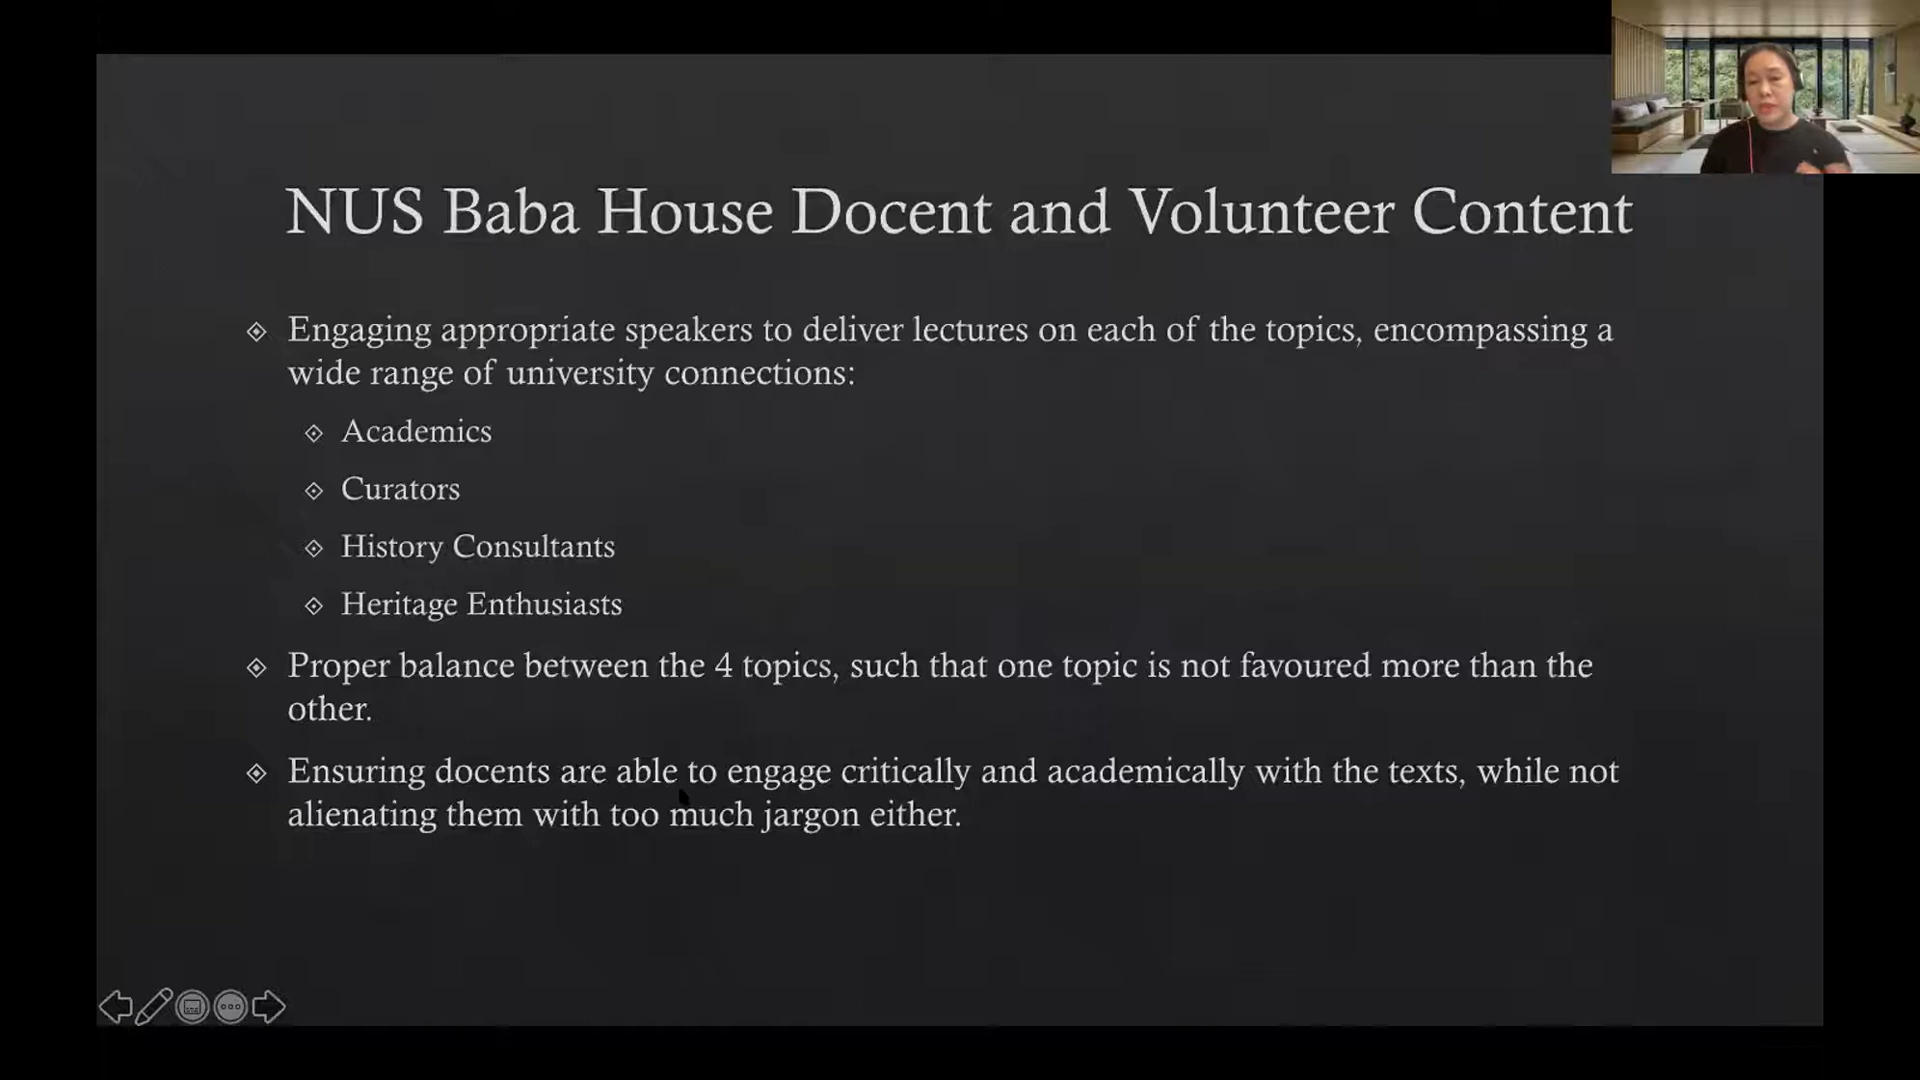 NUS Baba House Docent and Volunteer Content
Engaging appropriate speakers to deliver lectures on each of the topics, encompassing a
wide range of university connections:
Academics
Curators
History Consultants
Heritage Enthusiasts
Proper balance between the 4 topics, such that one topic is not favoured more than the
other.
Ensuring docents are able to engage critically and academically with the texts, while not
alienating them with too much jargon either.